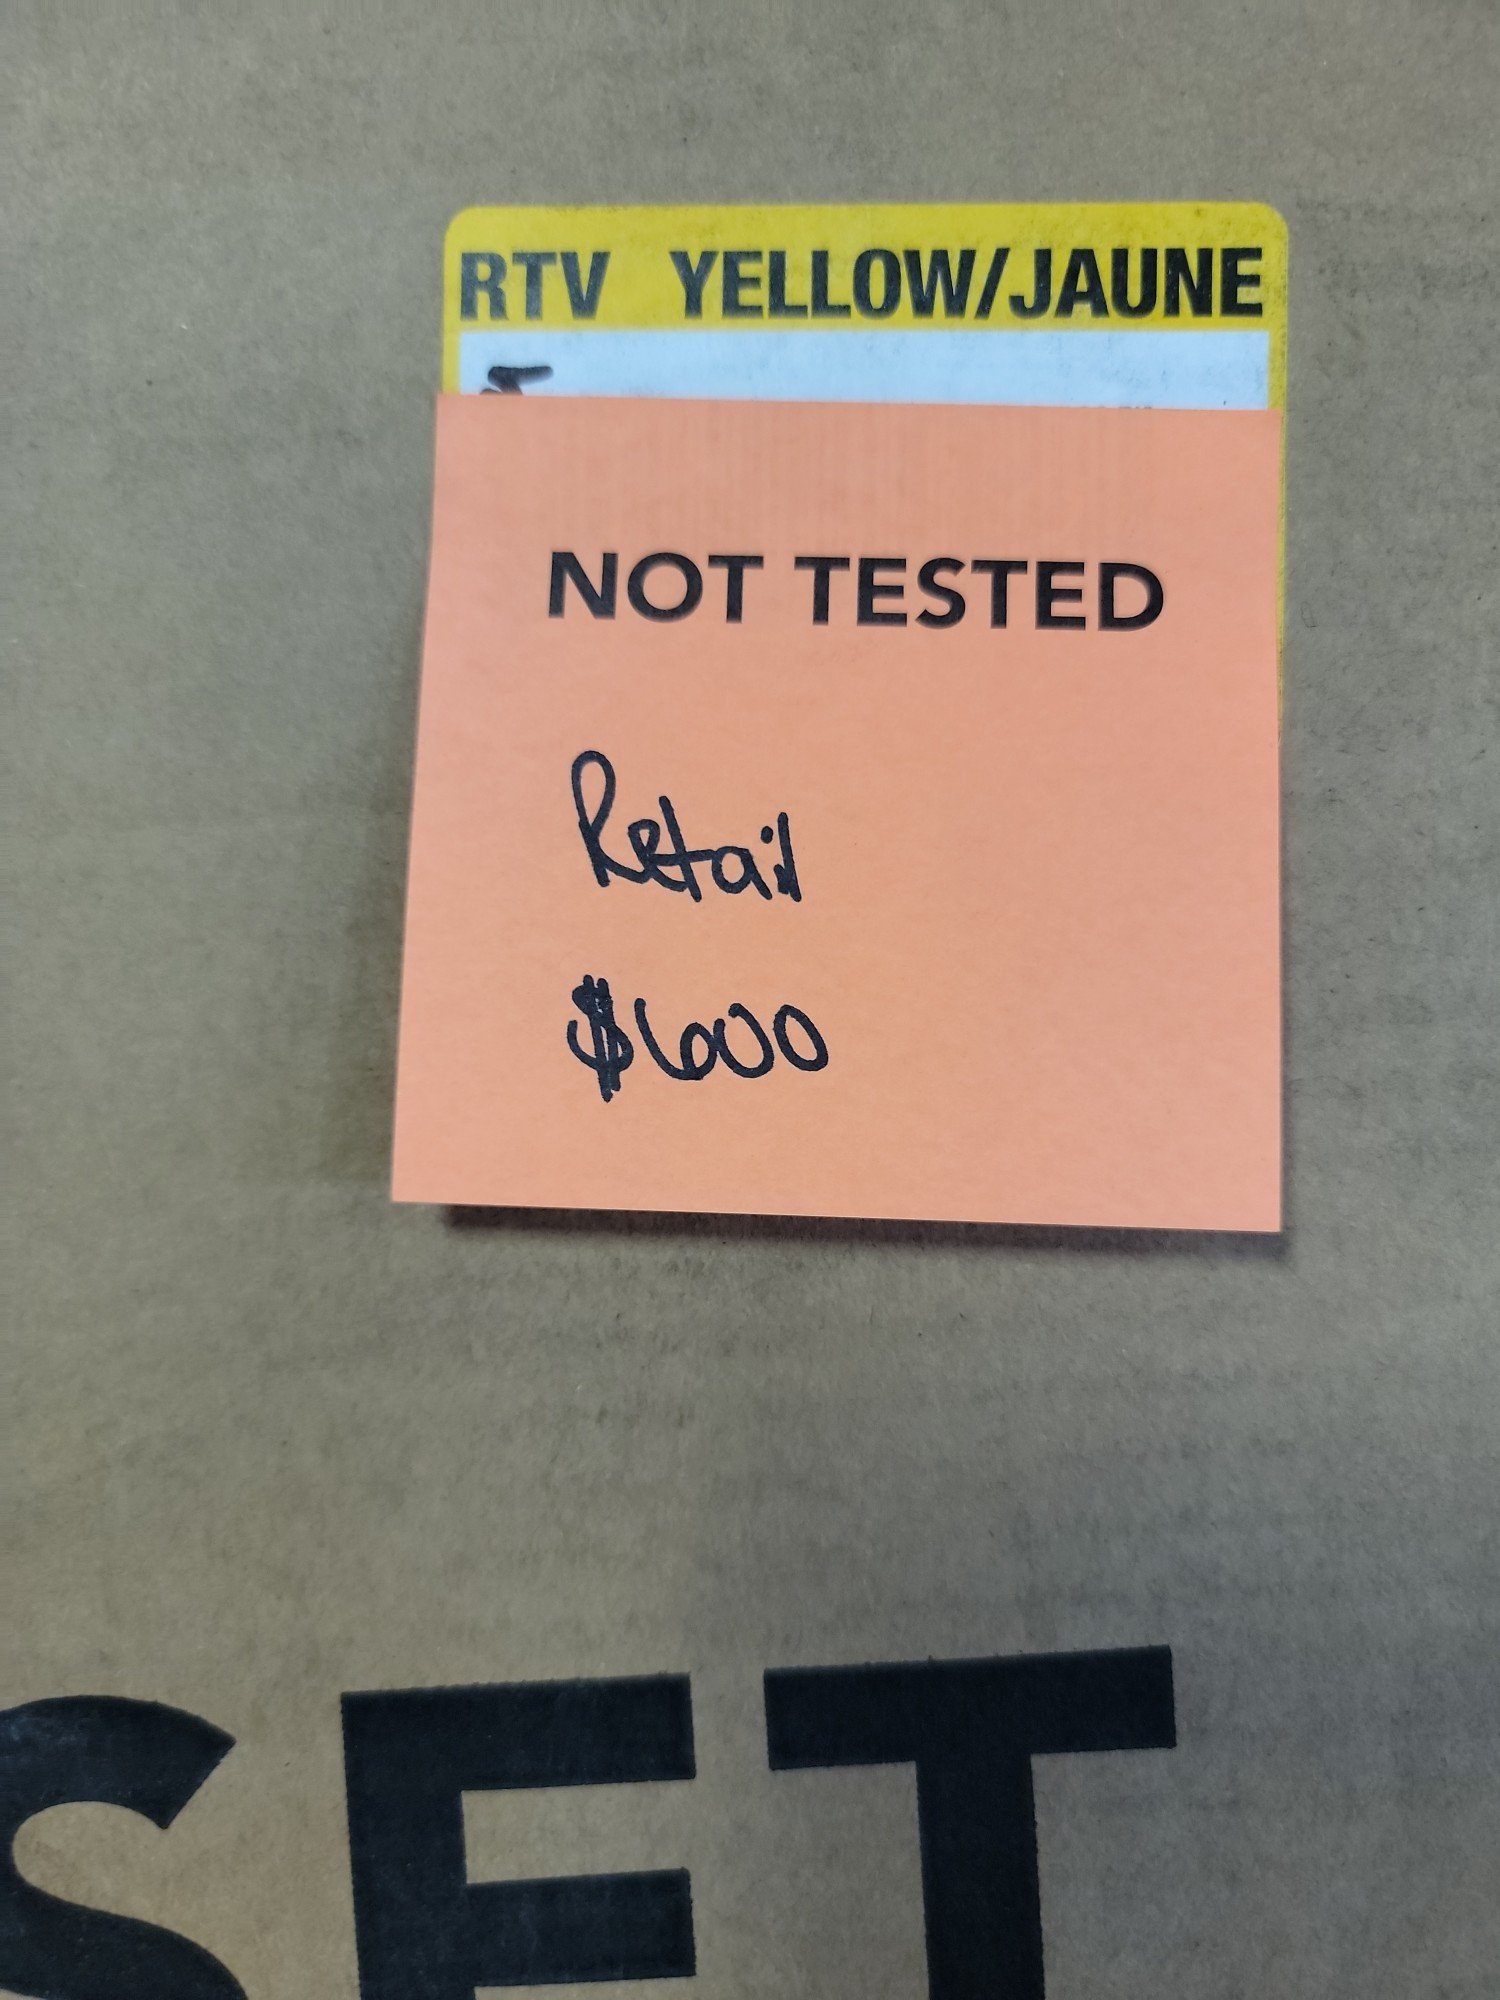 RTV YELLOW/JAUNE
NOT TESTED
Retail
$600
SET